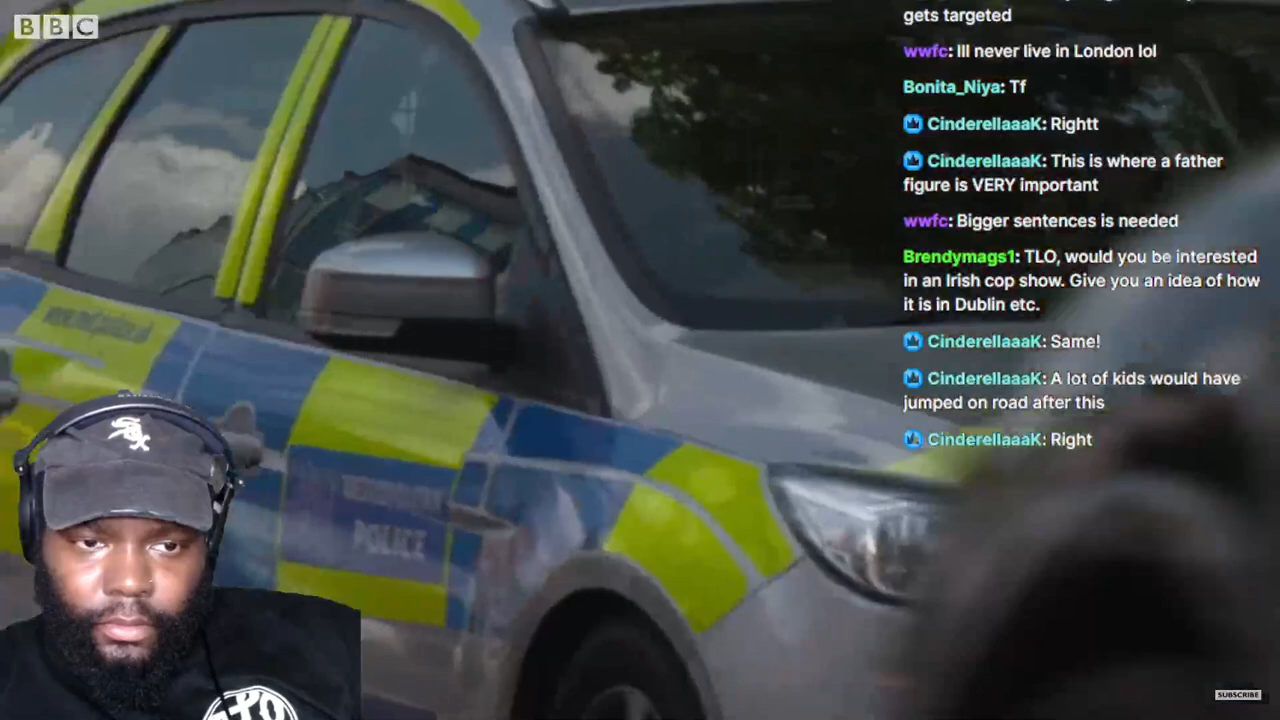 BBC
gets targeted
wwfc: Ill never live in London lol
Bonita_Niya: Tf
CinderellaaaK: Rightt
CinderellaaaK: This is where a father
figure is VERY important
wwfc: Bigger sentences is needed
Brendymags1: TLO, would you be interested
in an Irish cop show. Give you an idea of how
it is in Dublin etc.
CinderellaaaK: Same!
CinderellaaaK: A lot of kids would have
jumped on road after this
CinderellaaaK: Right
POLICE
SOX
SUBSCRIBE